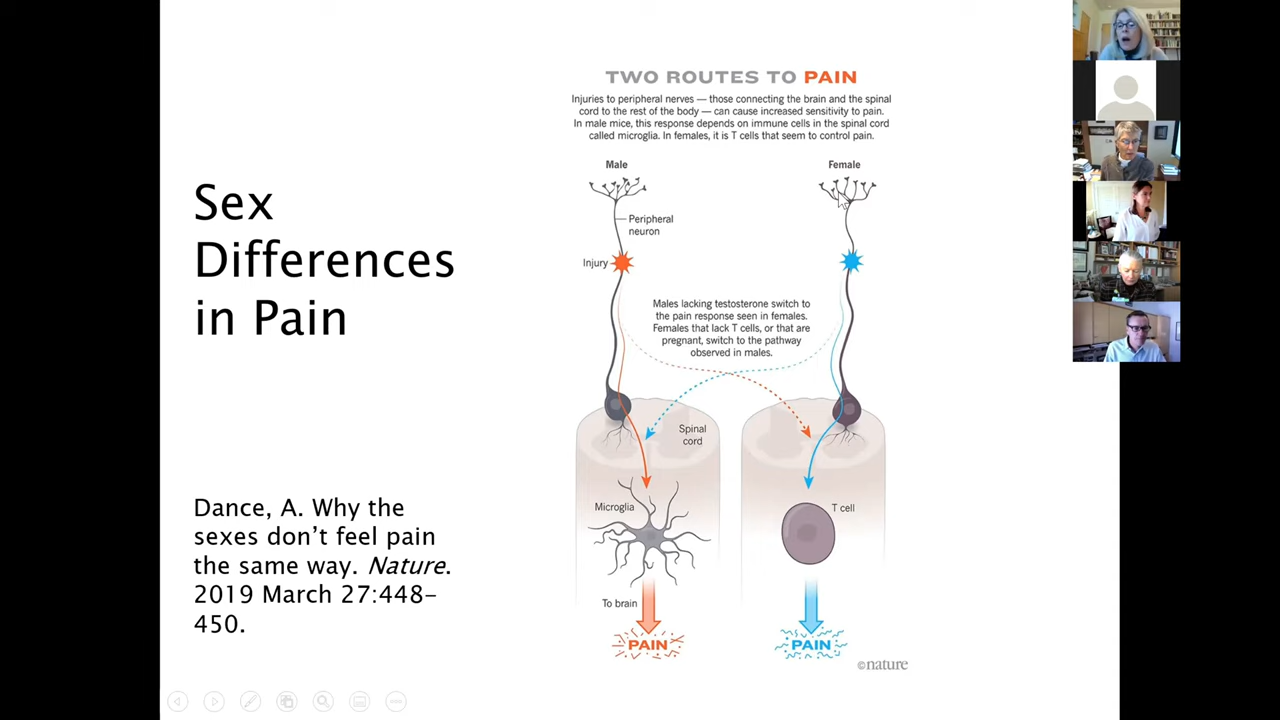 Sex
Differences
in Pain
Dance, A. Why the
sexes don’t feel pain
the same way. Nature.
2019 March 27:448–
450.
TWO ROUTES TO PAIN
Injuries to peripheral nerves — those connecting the brain and the spinal
cord to the rest of the body — can cause increased sensitivity to pain.
In male mice, this response depends on immune cells in the spinal cord
called microglia. In females, it is T cells that seem to control pain.
Male
Female
Peripheral
neuron
Injury
Males lacking testosterone switch to
the pain response seen in females.
Females that lack T cells, or that are
pregnant, switch to the pathway
observed in males.
Spinal
cord
Microglia
T cell
To brain
PAIN
PAIN
©nature